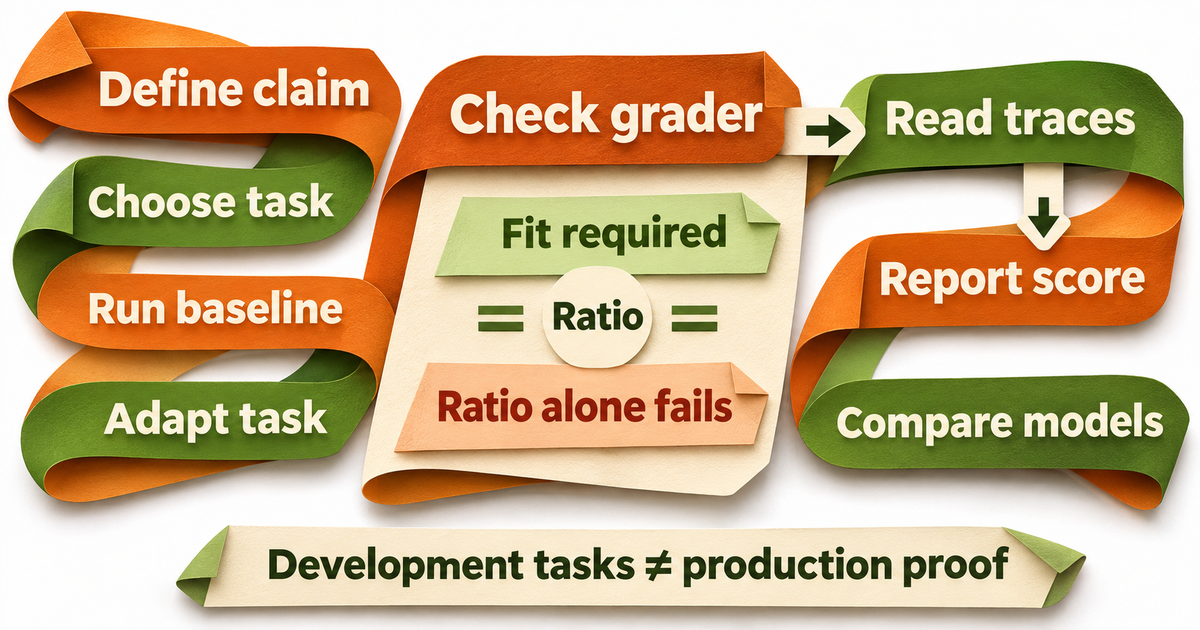 Define claim
Choose task
Run baseline
Adapt task
Check grader
Fit required
= Ratio =
Ratio alone fails
Read traces
Report score
Compare models
Development tasks ≠ production proof